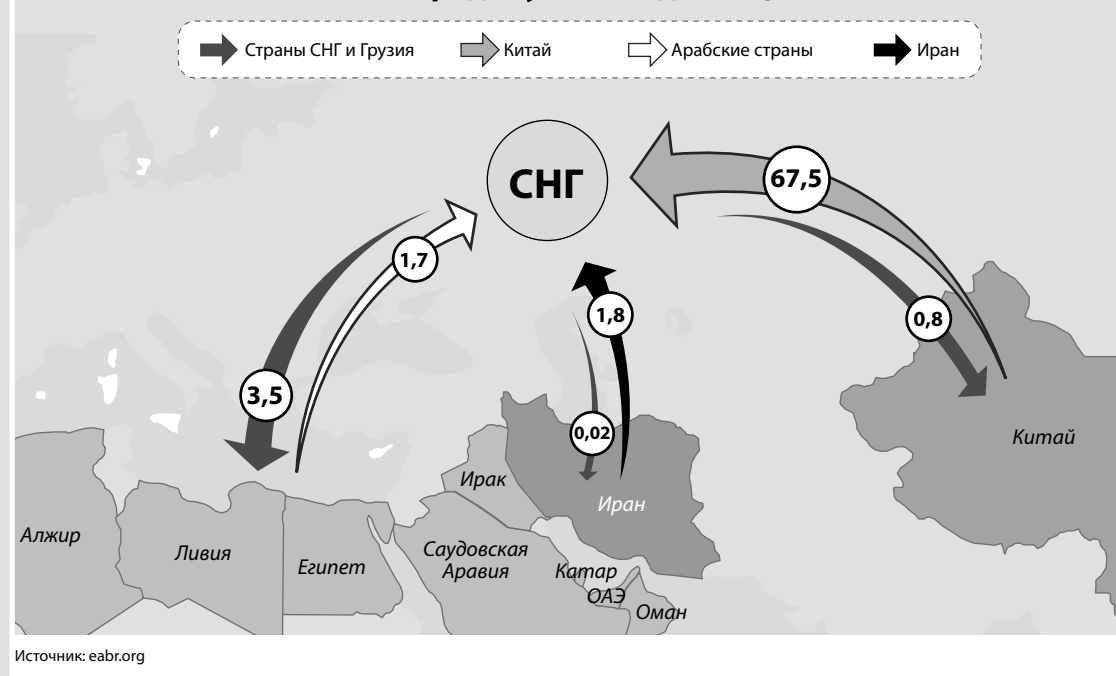 Страны СНГ и Грузия
Китай
Арабские страны
Иран
СНГ
67,5
1,7
1,8
0,8
3,5
0,02
Китай
Ирак
Иран
Алжир
Ливия
Египет
Саудовская
Аравия
Катар
ОАЭ
Оман
Источник: eabr.org